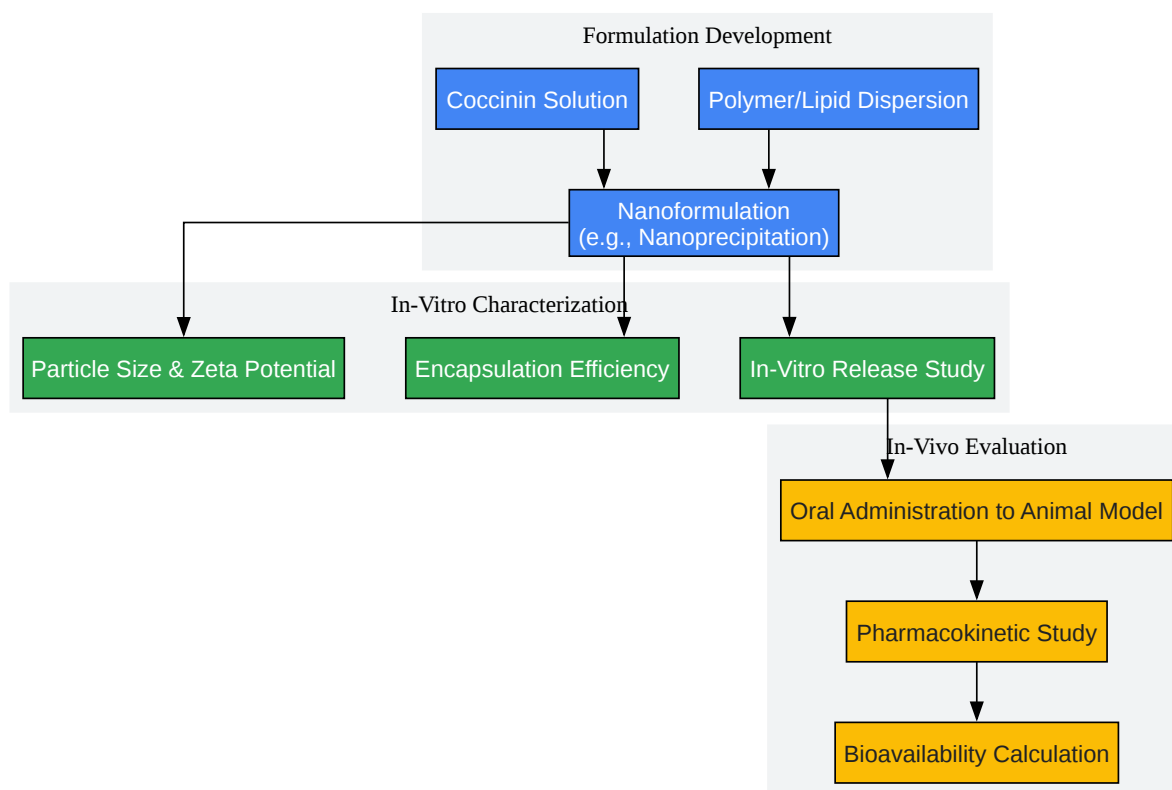 Formulation Development
Coccinin Solution
Polymer/Lipid Dispersion
Nanoformulation
(e.g., Nanoprecipitation)
In-Vitro Characterization
Particle Size & Zeta Potential
Encapsulation Efficiency
In-Vitro Release Study
In-Vivo Evaluation
Oral Administration to Animal Model
Pharmacokinetic Study
Bioavailability Calculation